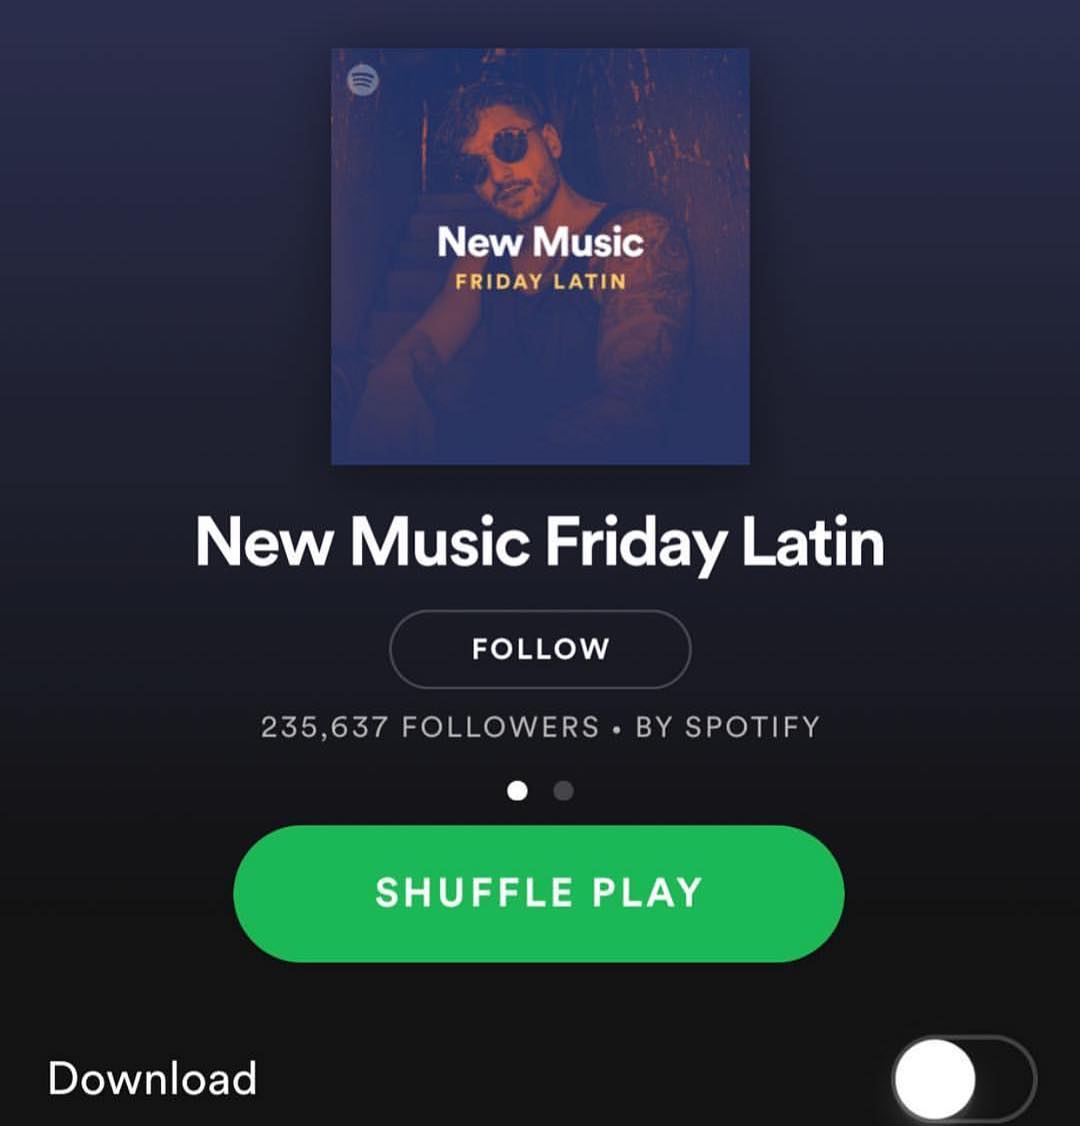 New Music
FRIDAY LATIN
New Music Friday Latin
FOLLOW
235,637 FOLLOWERS • BY SPOTIFY
SHUFFLE PLAY
Download